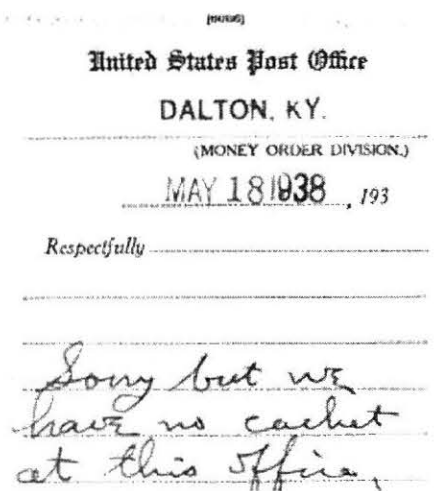 United States Post Office
DALTON, KY.
(MONEY ORDER DIVISION.)
MAY 18 1938, 193
Respectfully
Sorry but we
have no cachet
at this office,